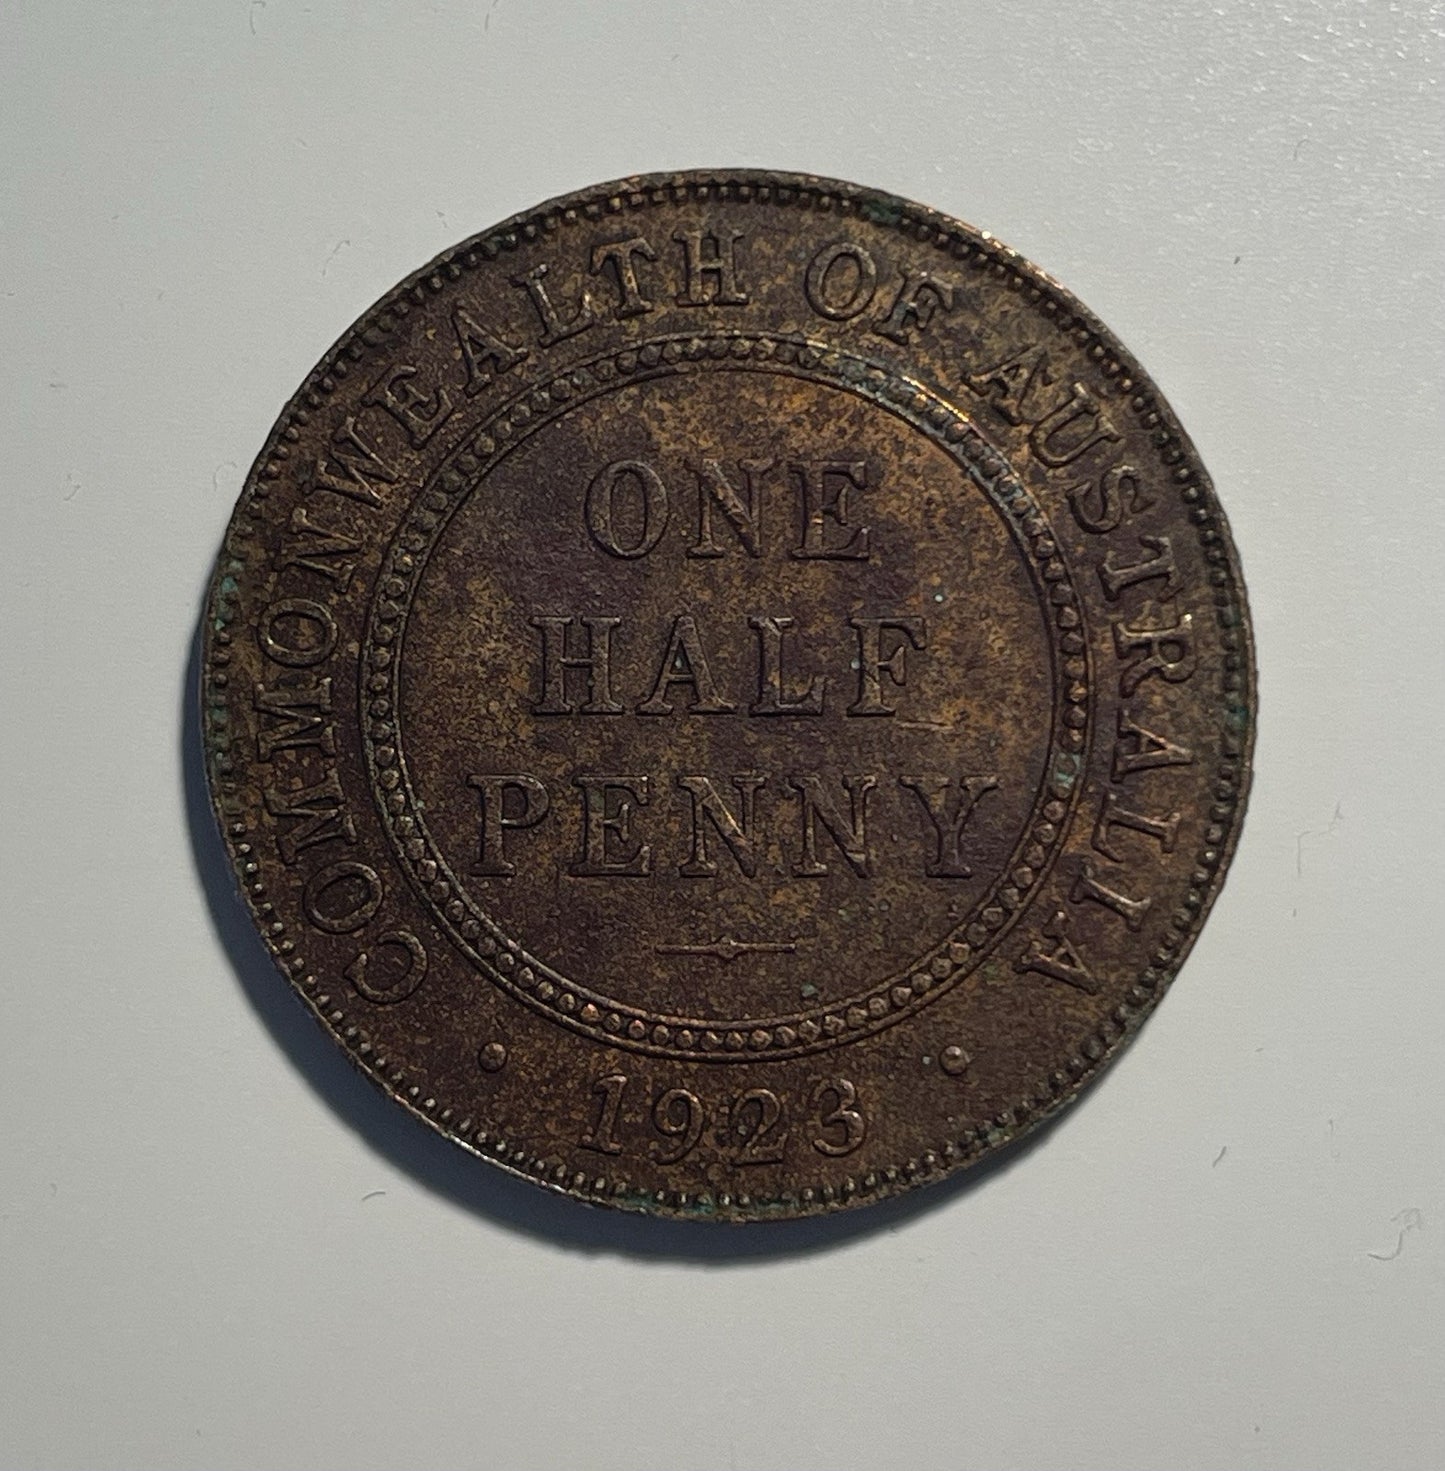 COMMONWEALTH OF AUSTRALIA
ONE
HALF
PENNY
1923